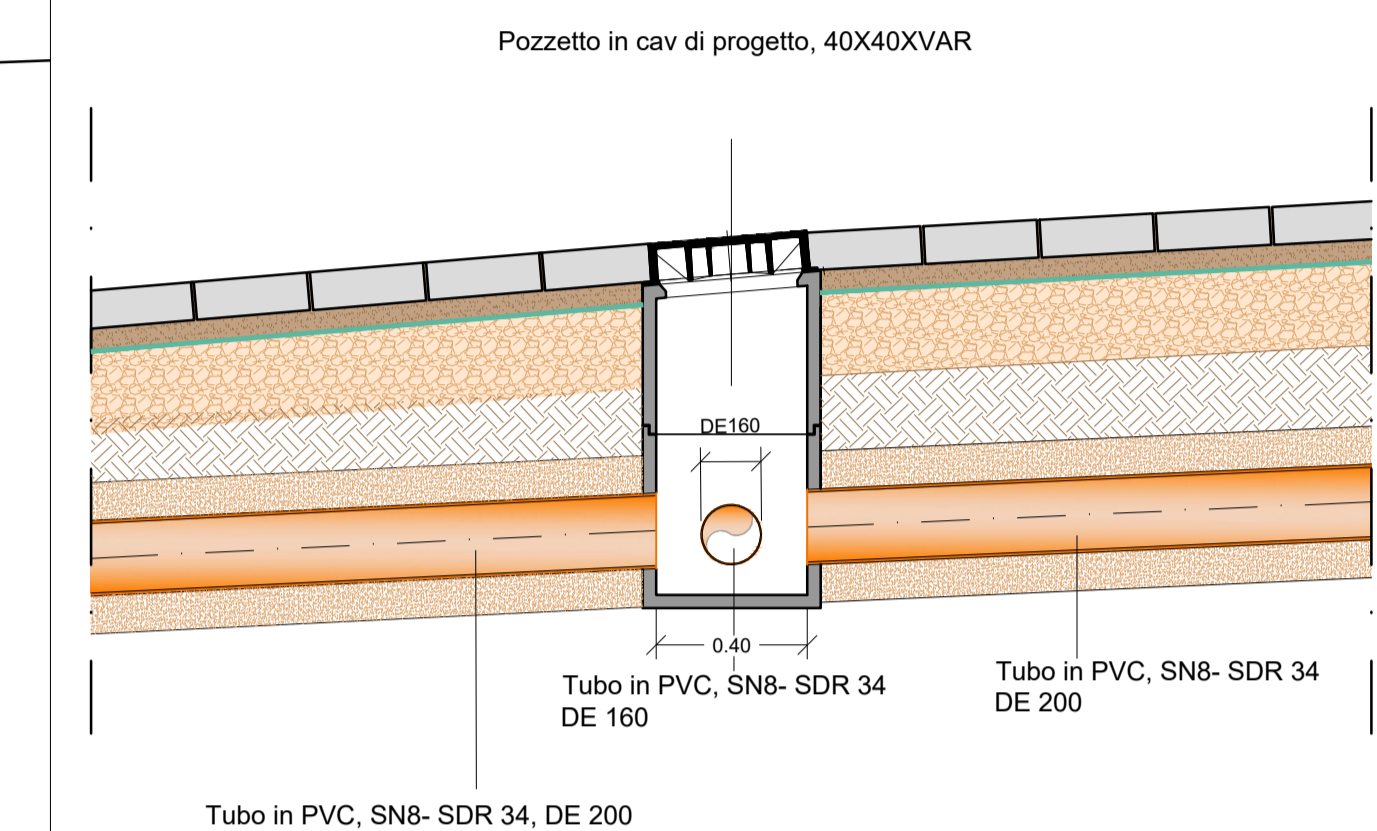 Pozzetto in cav di progetto, 40X40XVAR
DE160
0.40
Tubo in PVC, SN8- SDR 34
DE 160
Tubo in PVC, SN8- SDR 34
DE 200
Tubo in PVC, SN8- SDR 34, DE 200